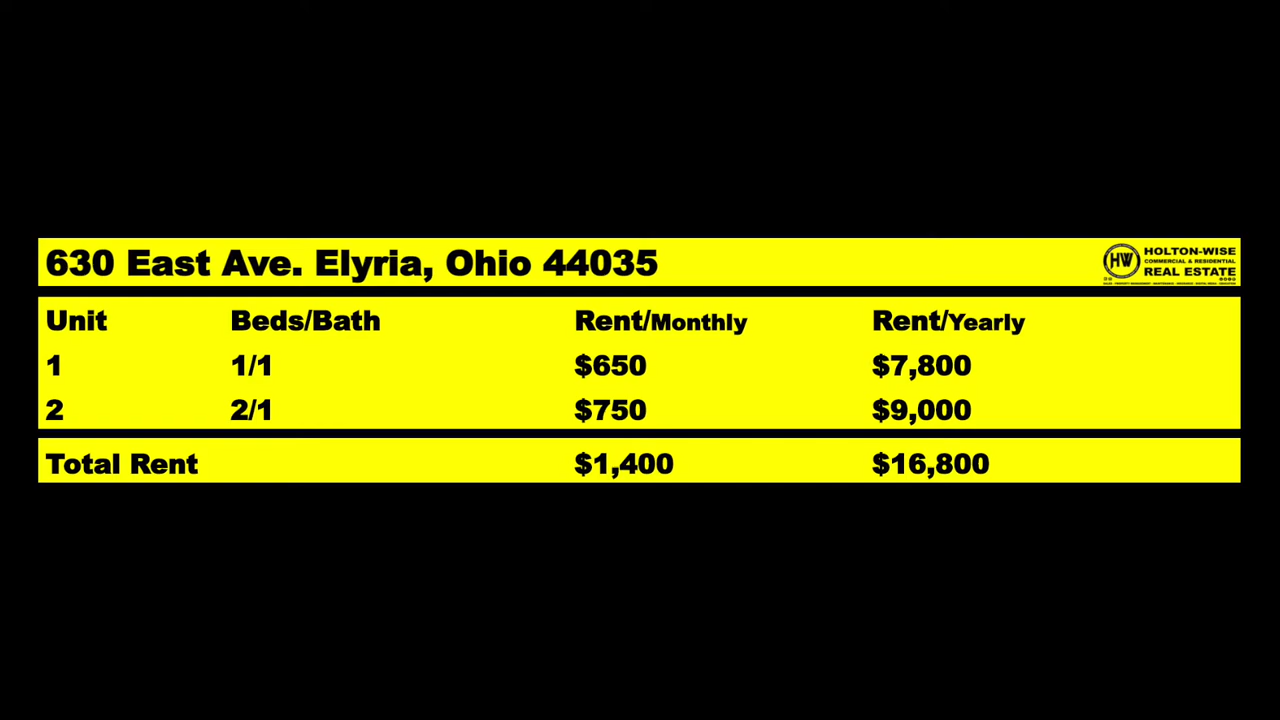 630 East Ave. Elyria, Ohio 44035
HW
HOLTON-WISE
COMMERCIAL & RESIDENTIAL
REAL ESTATE
Unit Beds/Bath Rent/Monthly Rent/Yearly
1 1/1 $650 $7,800
2 2/1 $750 $9,000
Total Rent $1,400 $16,800